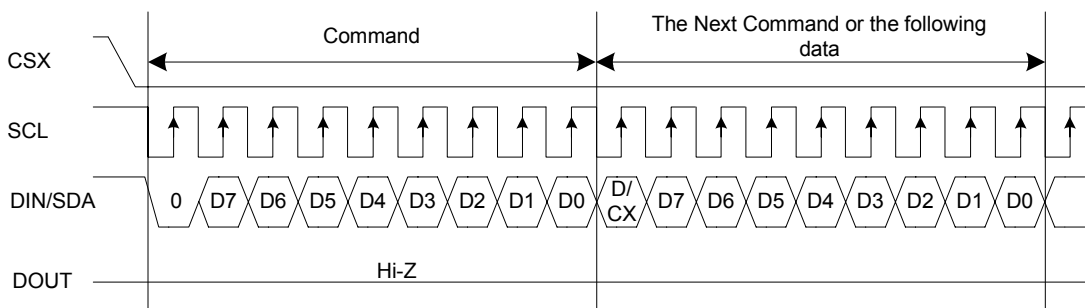 Command
The Next Command or the following
data
CSX
SCL
DIN/SDA
0 D7 D6 D5 D4 D3 D2 D1 D0 D/
CX D7 D6 D5 D4 D3 D2 D1 D0
Hi-Z
DOUT